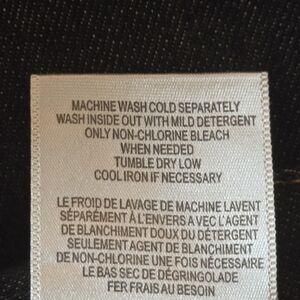 MACHINE WASH COLD SEPARATELY
WASH INSIDE OUT WITH MILD DETERGENT
ONLY NON-CHLORINE BLEACH
WHEN NEEDED
TUMBLE DRY LOW
COOL IRON IF NECESSARY
LE FROID DE LAVAGE DE MACHINE LAVENT
SÉPARÉMENT À L'ENVERS AVEC L'AGENT
DE BLANCHIMENT DOUX DU DÉTERGENT
SEULEMENT AGENT DE BLANCHIMENT
DE NON-CHLORINE UNE FOIS NÉCESSAIRE
LE BAS SEC DE DÉGRINGOLADE
FER FRAIS AU BESOIN